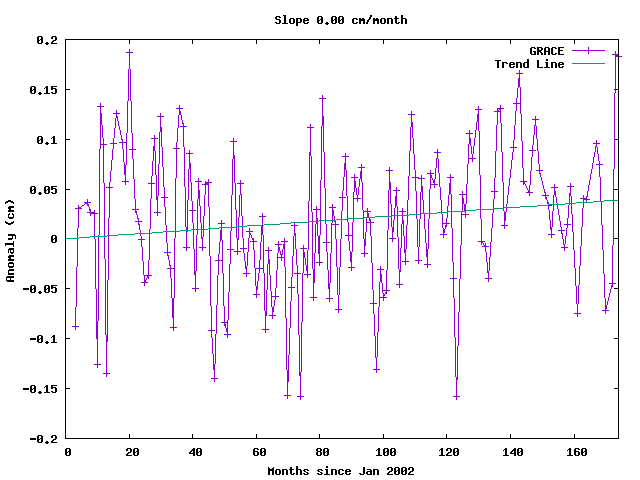 Slope 0.00 cm/month
0.2
0.15
0.1
0.05
0
-0.05
-0.1
-0.15
-0.2
Anomaly (cm)
GRACE
Trend Line
0 20 40 60 80 100 120 140 160
Months since Jan 2002